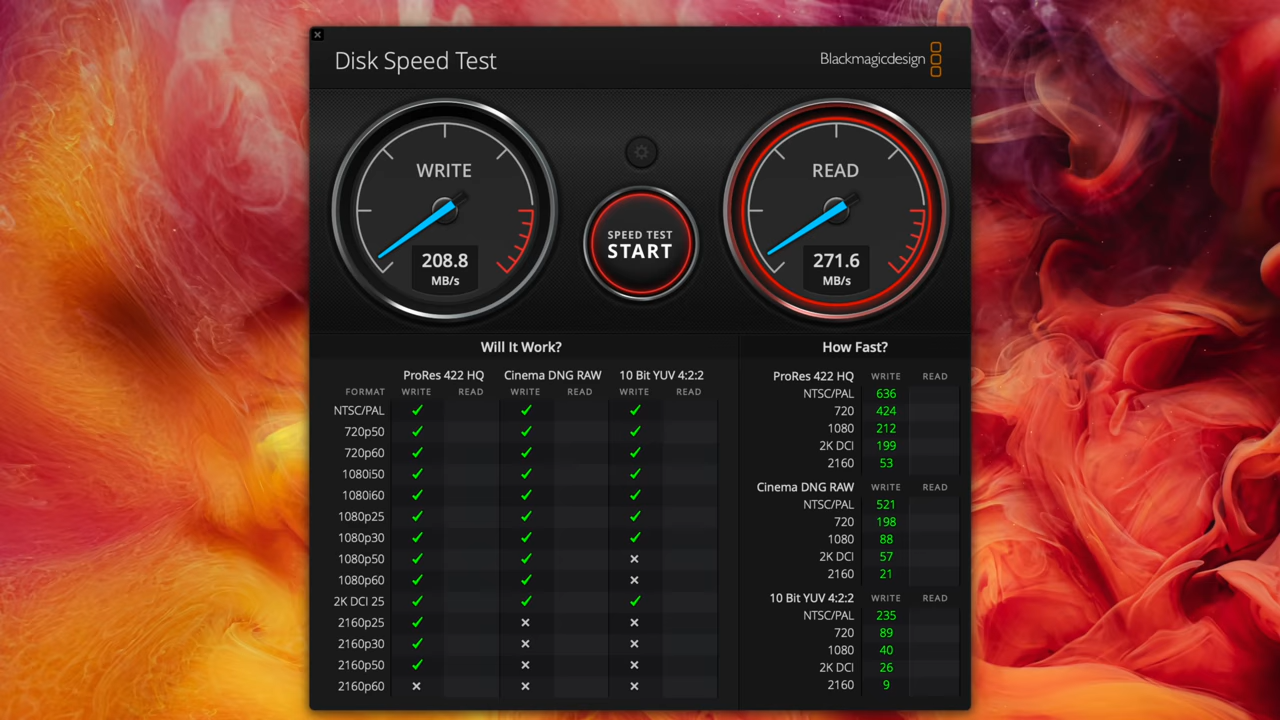 Disk Speed Test
Blackmagicdesign
WRITE
208.8
MB/s
SPEED TEST
START
READ
271.6
MB/s
Will It Work?
ProRes 422 HQ Cinema DNG RAW 10 Bit YUV 4:2:2
FORMAT WRITE READ WRITE READ WRITE READ
NTSC/PAL ✓ ✓ ✓
720p50 ✓ ✓ ✓
720p60 ✓ ✓ ✓
1080i50 ✓ ✓ ✓
1080i60 ✓ ✓ ✓
1080p25 ✓ ✓ ✓
1080p30 ✓ ✓ ✓
1080p50 ✓ ✓ ×
1080p60 ✓ ✓ ×
2K DCI 25 ✓ ✓ ✓
2160p25 ✓ × ×
2160p30 ✓ × ×
2160p50 ✓ × ×
2160p60 × × ×
How Fast?
ProRes 422 HQ WRITE READ
NTSC/PAL 636
720 424
1080 212
2K DCI 199
2160 53
Cinema DNG RAW WRITE READ
NTSC/PAL 521
720 198
1080 88
2K DCI 57
2160 21
10 Bit YUV 4:2:2 WRITE READ
NTSC/PAL 235
720 89
1080 40
2K DCI 26
2160 9